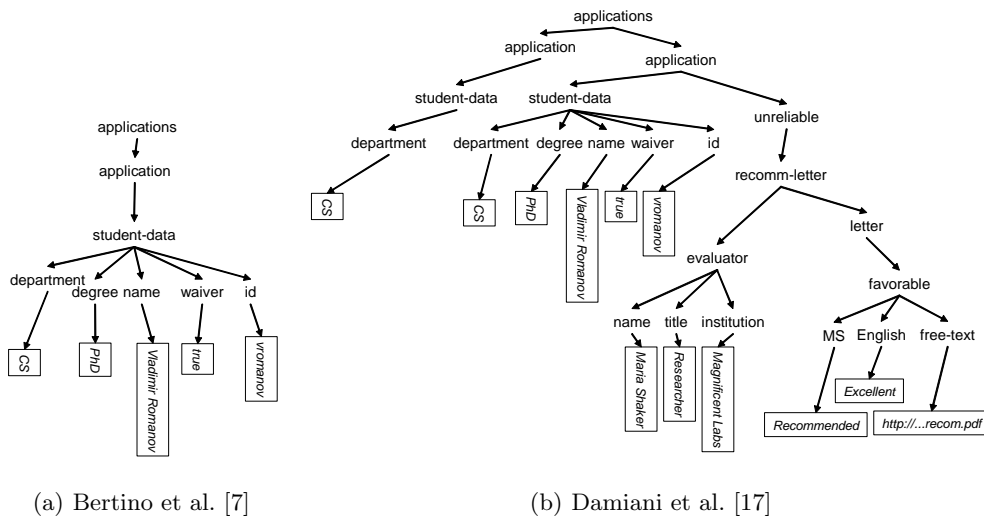 applications
application
student-data
department degree name waiver id
CS
PhD
Vladimir Romanov
true
vromanov
(a) Bertino et al. [7]
applications
application
application
student-data
student-data
unreliable
department
department degree name waiver id
recomm-letter
CS
CS
PhD
Vladimir Romanov
true
vromanov
letter
evaluator
favorable
name title institution
MS English free-text
Maria Shaker
Researcher
Magnificent Labs
Excellent
Recommended
http://...recom.pdf
(b) Damiani et al. [17]